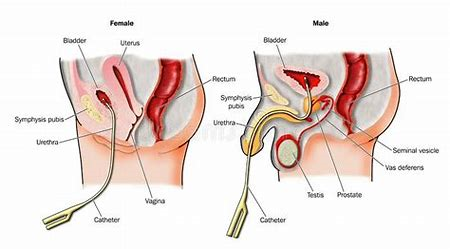 Female
Bladder
Uterus
Rectum
Symphysis pubis
Urethra
Vagina
Catheter
Male
Bladder
Rectum
Symphysis pubis
Urethra
Seminal vesicle
Vas deferens
Testis
Prostate
Catheter